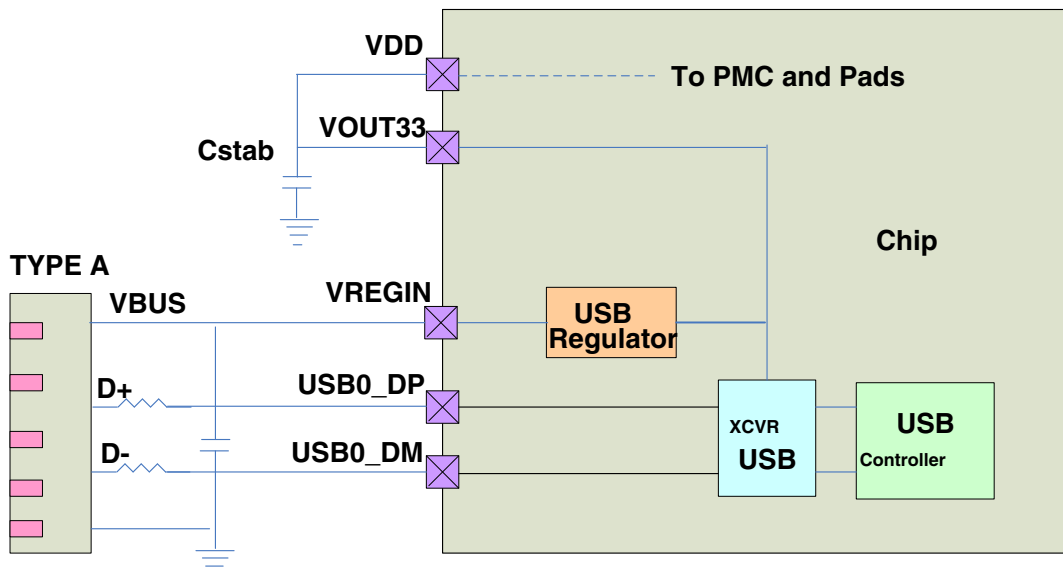 VDD
To PMC and Pads
VOUT33
Cstab
Chip
TYPE A
VBUS
VREGIN
USB
Regulator
D+
USB0_DP
D-
USB0_DM
XCVR
USB
USB
Controller